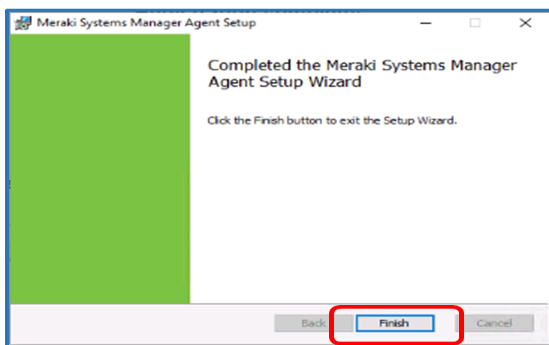 Meraki Systems Manager Agent Setup
Completed the Meraki Systems Manager
Agent Setup Wizard
Click the Finish button to exit the Setup Wizard.
Back Finish Cancel